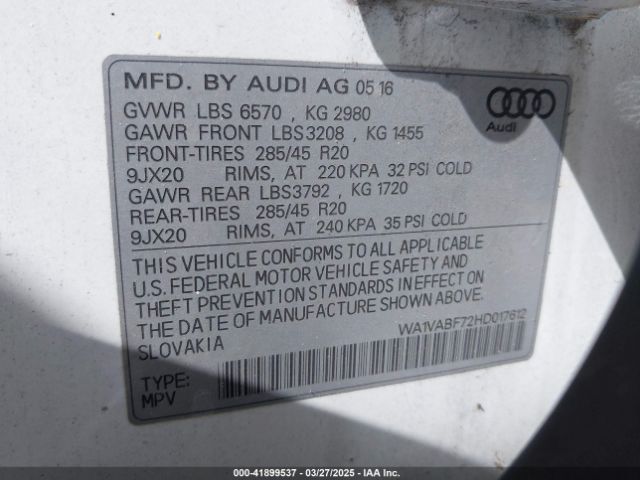 MFD. BY AUDI AG 05 16
GVWR LBS 6570 , KG 2980
GAWR FRONT LBS3208 , KG 1455
FRONT-TIRES 285/45 R20
9JX20 RIMS, AT 220 KPA 32 PSI COLD
GAWR REAR LBS3792 , KG 1720
REAR-TIRES 285/45 R20
9JX20 RIMS, AT 240 KPA 35 PSI COLD
Audi
THIS VEHICLE CONFORMS TO ALL APPLICABLE
U.S. FEDERAL MOTOR VEHICLE SAFETY AND
THEFT PREVENTION STANDARDS IN EFFECT ON
THE DATE OF MANUFACTURE SHOWN ABOVE.
SLOVAKIA
WA1VABF72HD017612
TYPE:
MPV
000-41899537 - 03/27/2025 - IAA Inc.